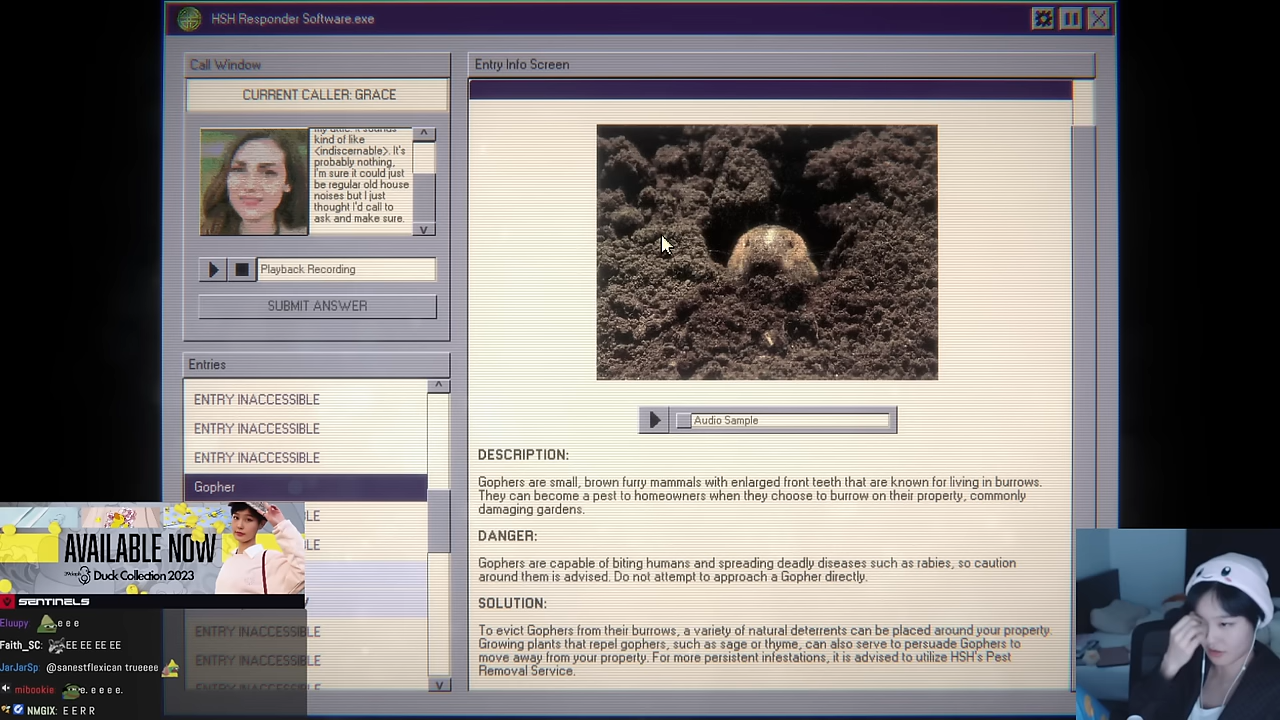 HSH Responder Software.exe
Call Window
CURRENT CALLER: GRACE
my attic. It sounds
kind of like
<indiscernable>. It's
probably nothing,
I'm sure it could just
be regular old house
noises but I just
thought I'd call to
ask and make sure.
Playback Recording
SUBMIT ANSWER
Entries
ENTRY INACCESSIBLE
ENTRY INACCESSIBLE
ENTRY INACCESSIBLE
Gopher
LE
LE
ENTRY INACCESSIBLE
ENTRY INACCESSIBLE
Entry Info Screen
Audio Sample
DESCRIPTION:
Gophers are small, brown furry mammals with enlarged front teeth that are known for living in burrows.
They can become a pest to homeowners when they choose to burrow on their property, commonly
damaging gardens.
DANGER:
Gophers are capable of biting humans and spreading deadly diseases such as rabies, so caution
around them is advised. Do not attempt to approach a Gopher directly.
SOLUTION:
To evict Gophers from their burrows, a variety of natural deterrents can be placed around your property.
Growing plants that repel gophers, such as sage or thyme, can also serve to persuade Gophers to
move away from your property. For more persistent infestations, it is advised to utilize HSH's Pest
Removal Service.
AVAILABLE NOW
Duck Collection 2023
SENTINELS
Eluupy e e e
Faith_SC: EE EE EE EE
JarJarSp: @sanestflexican trueeee
mibookie: e. e e e e.
NMGIX: E E R R